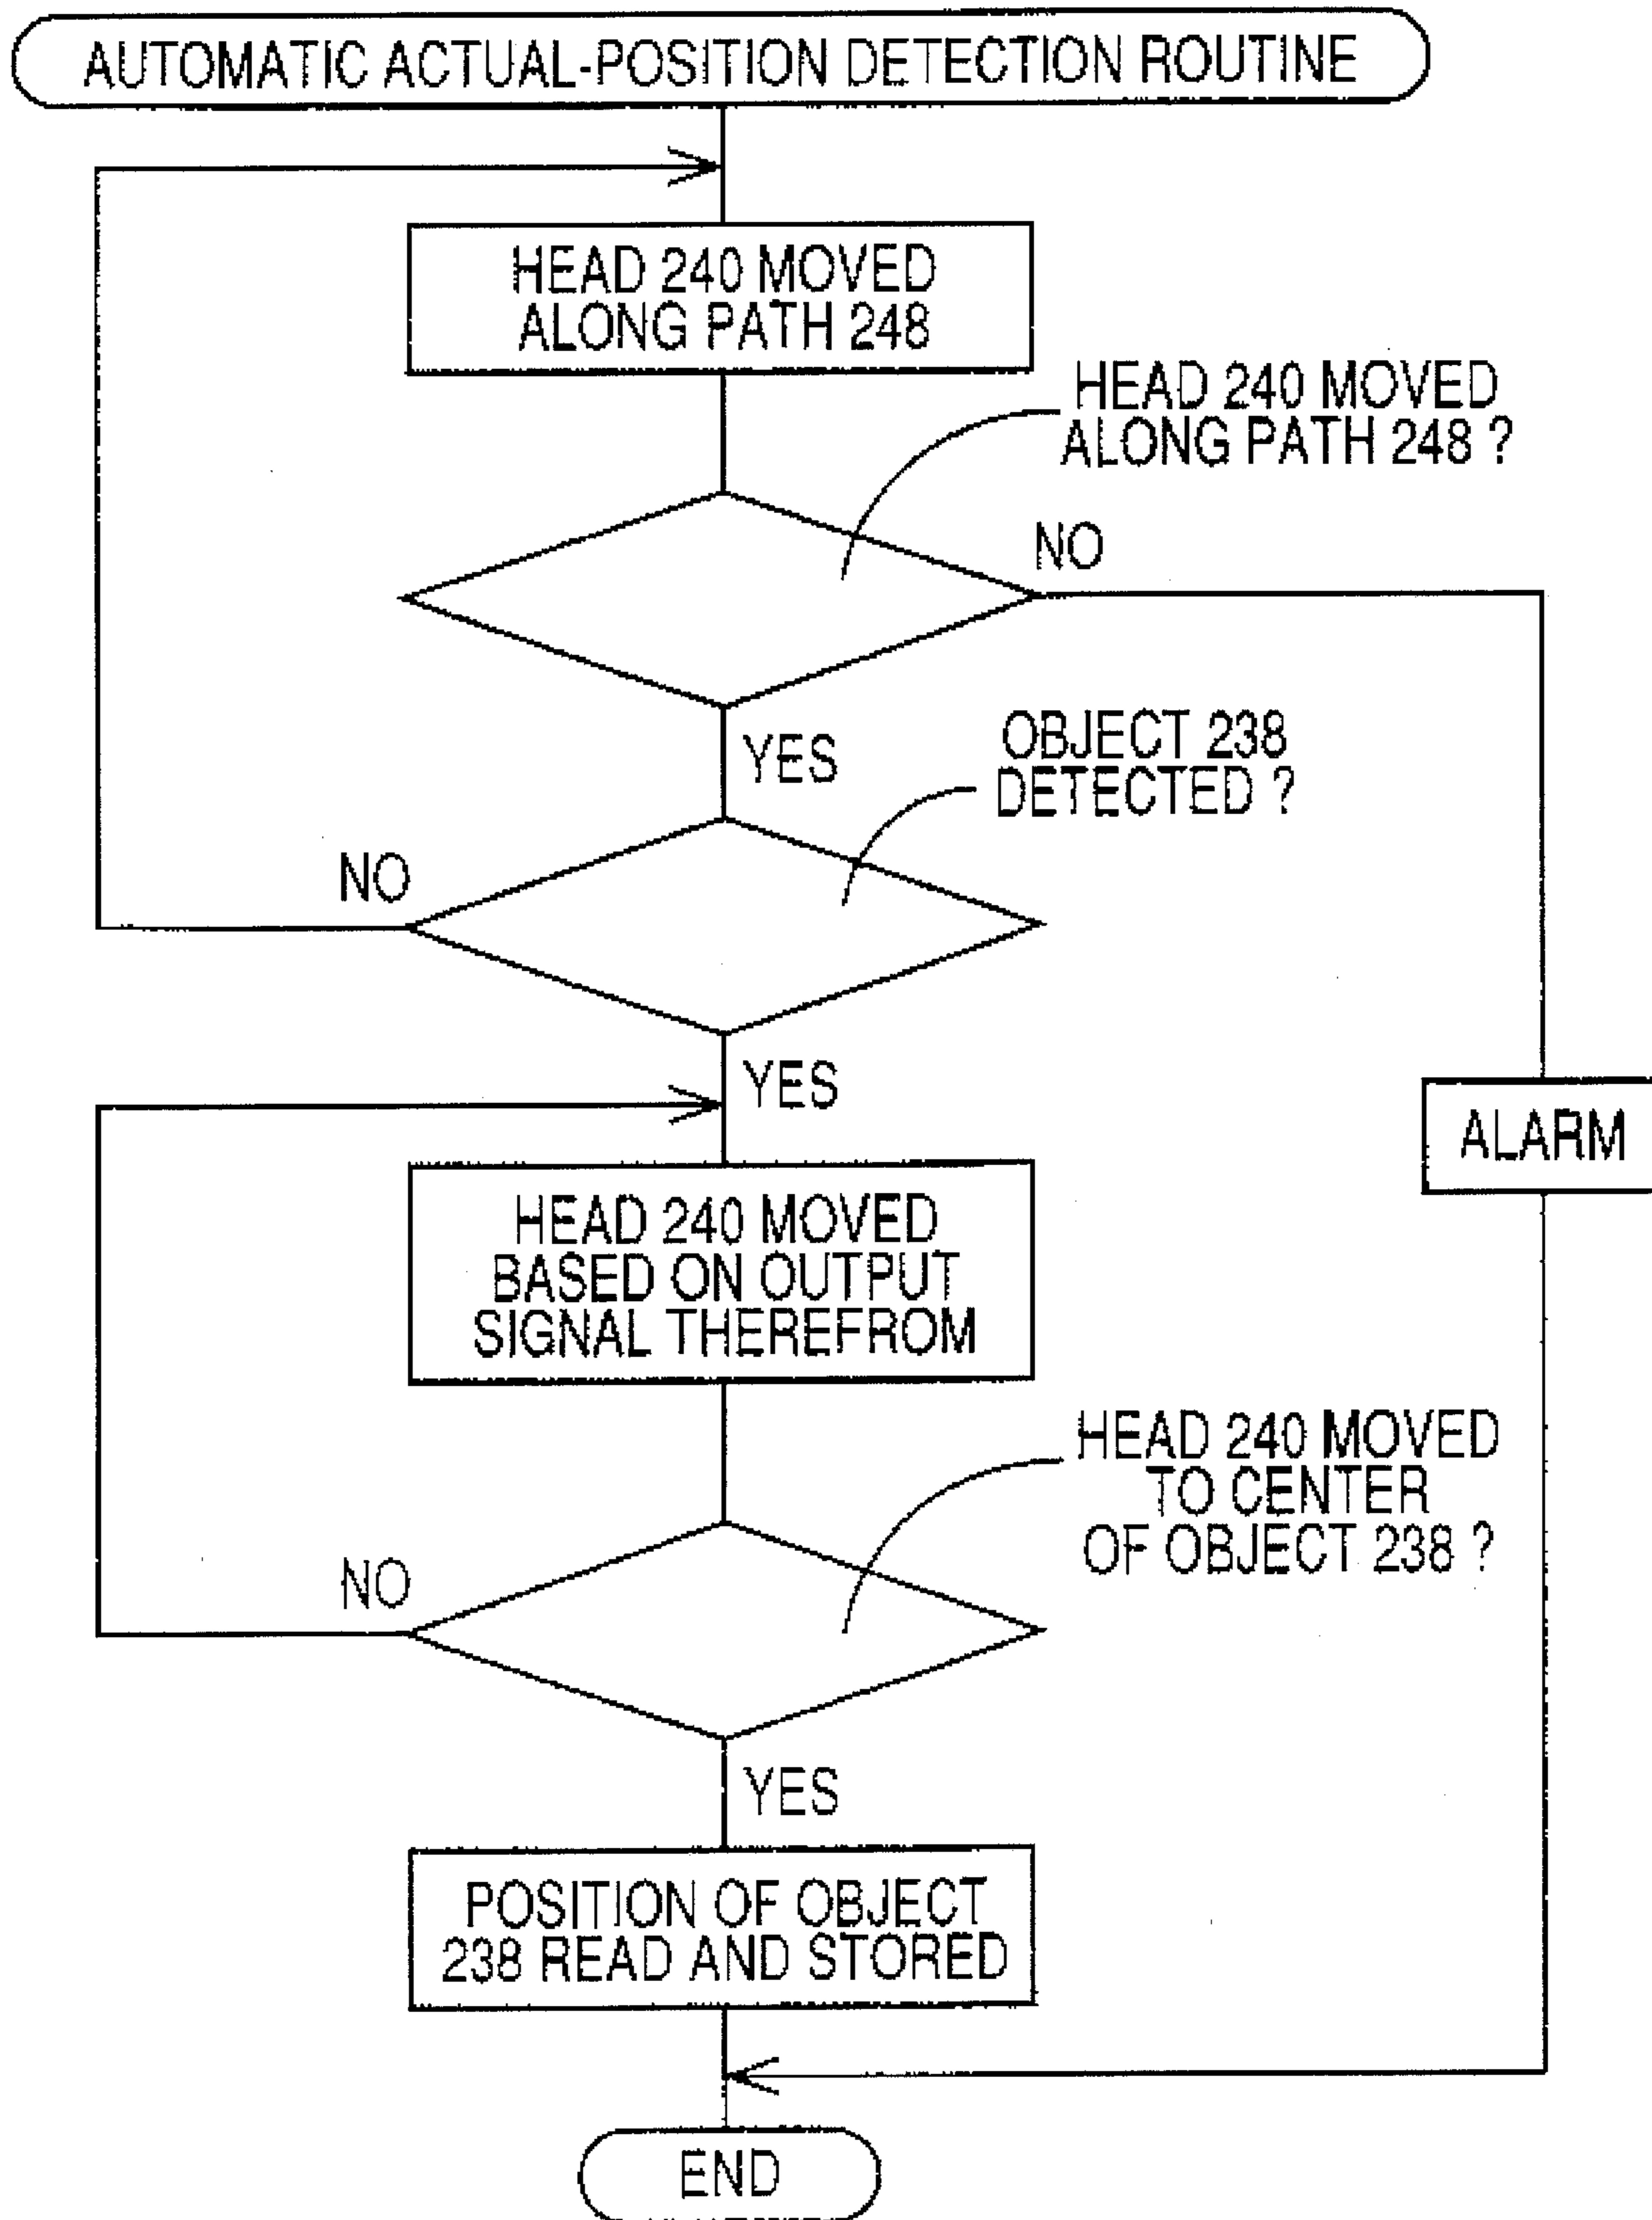 AUTOMATIC ACTUAL-POSITION DETECTION ROUTINE
HEAD 240 MOVED
ALONG PATH 248
HEAD 240 MOVED
ALONG PATH 248 ?
NO
YES
OBJECT 238
DETECTED ?
NO
YES
ALARM
HEAD 240 MOVED
BASED ON OUTPUT
SIGNAL THEREFROM
HEAD 240 MOVED
TO CENTER
OF OBJECT 238 ?
NO
YES
POSITION OF OBJECT
238 READ AND STORED
END